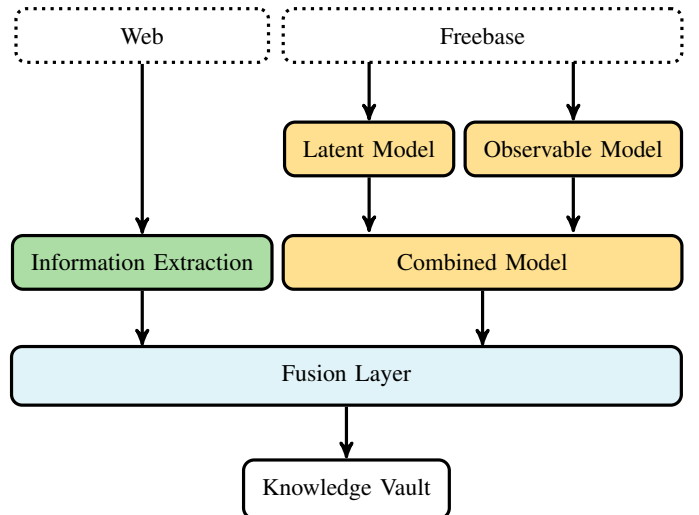 Web
Freebase
Latent Model
Observable Model
Information Extraction
Combined Model
Fusion Layer
Knowledge Vault